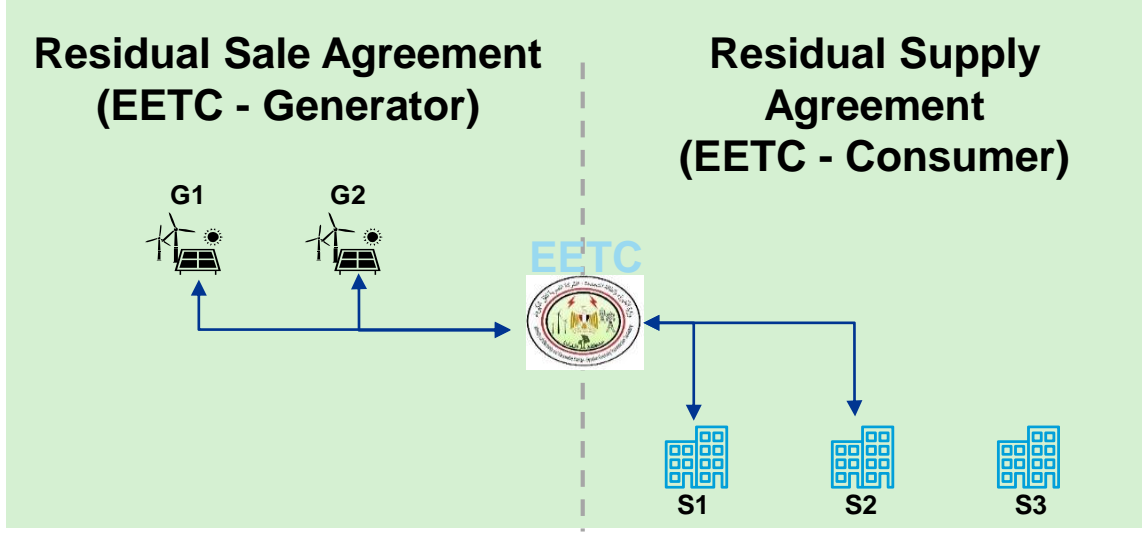 Residual Sale Agreement
(EETC - Generator)
Residual Supply
Agreement
(EETC - Consumer)
G1
G2
EETC
S1
S2
S3